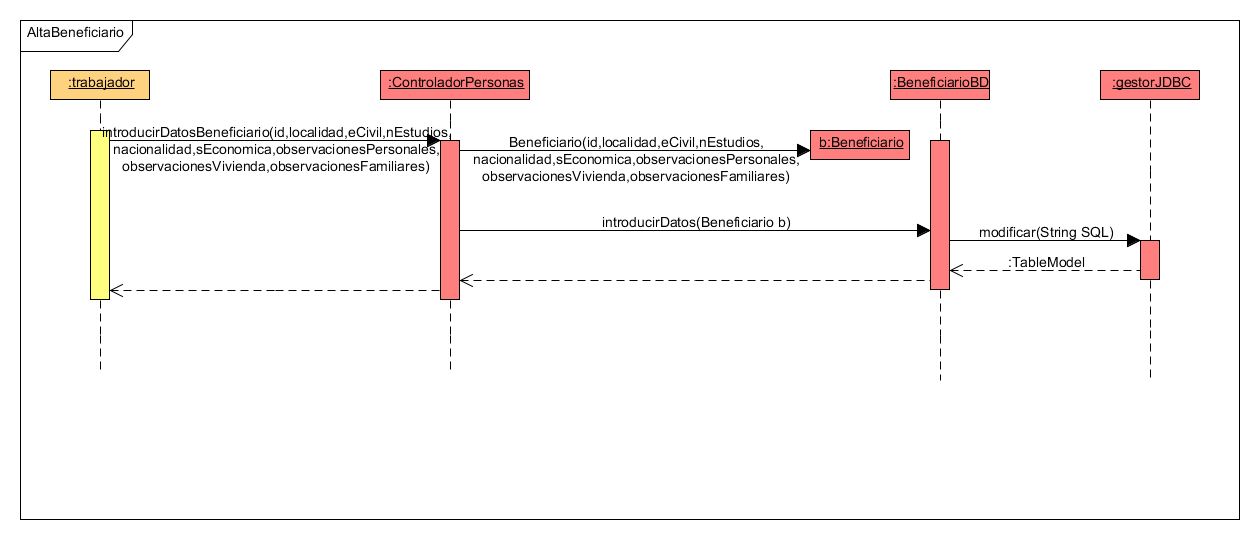 AltaBeneficiario
:trabajador
:ControladorPersonas
:BeneficiarioBD
:gestorJDBC
introducirDatosBeneficiario(id,localidad,eCivil,nEstudios,
nacionalidad,sEconomica,observacionesPersonales,
observacionesVivienda,observacionesFamiliares)
Beneficiario(id,localidad,eCivil,nEstudios,
nacionalidad,sEconomica,observacionesPersonales,
observacionesVivienda,observacionesFamiliares)
b:Beneficiario
introducirDatos(Beneficiario b)
modificar(String SQL)
:TableModel